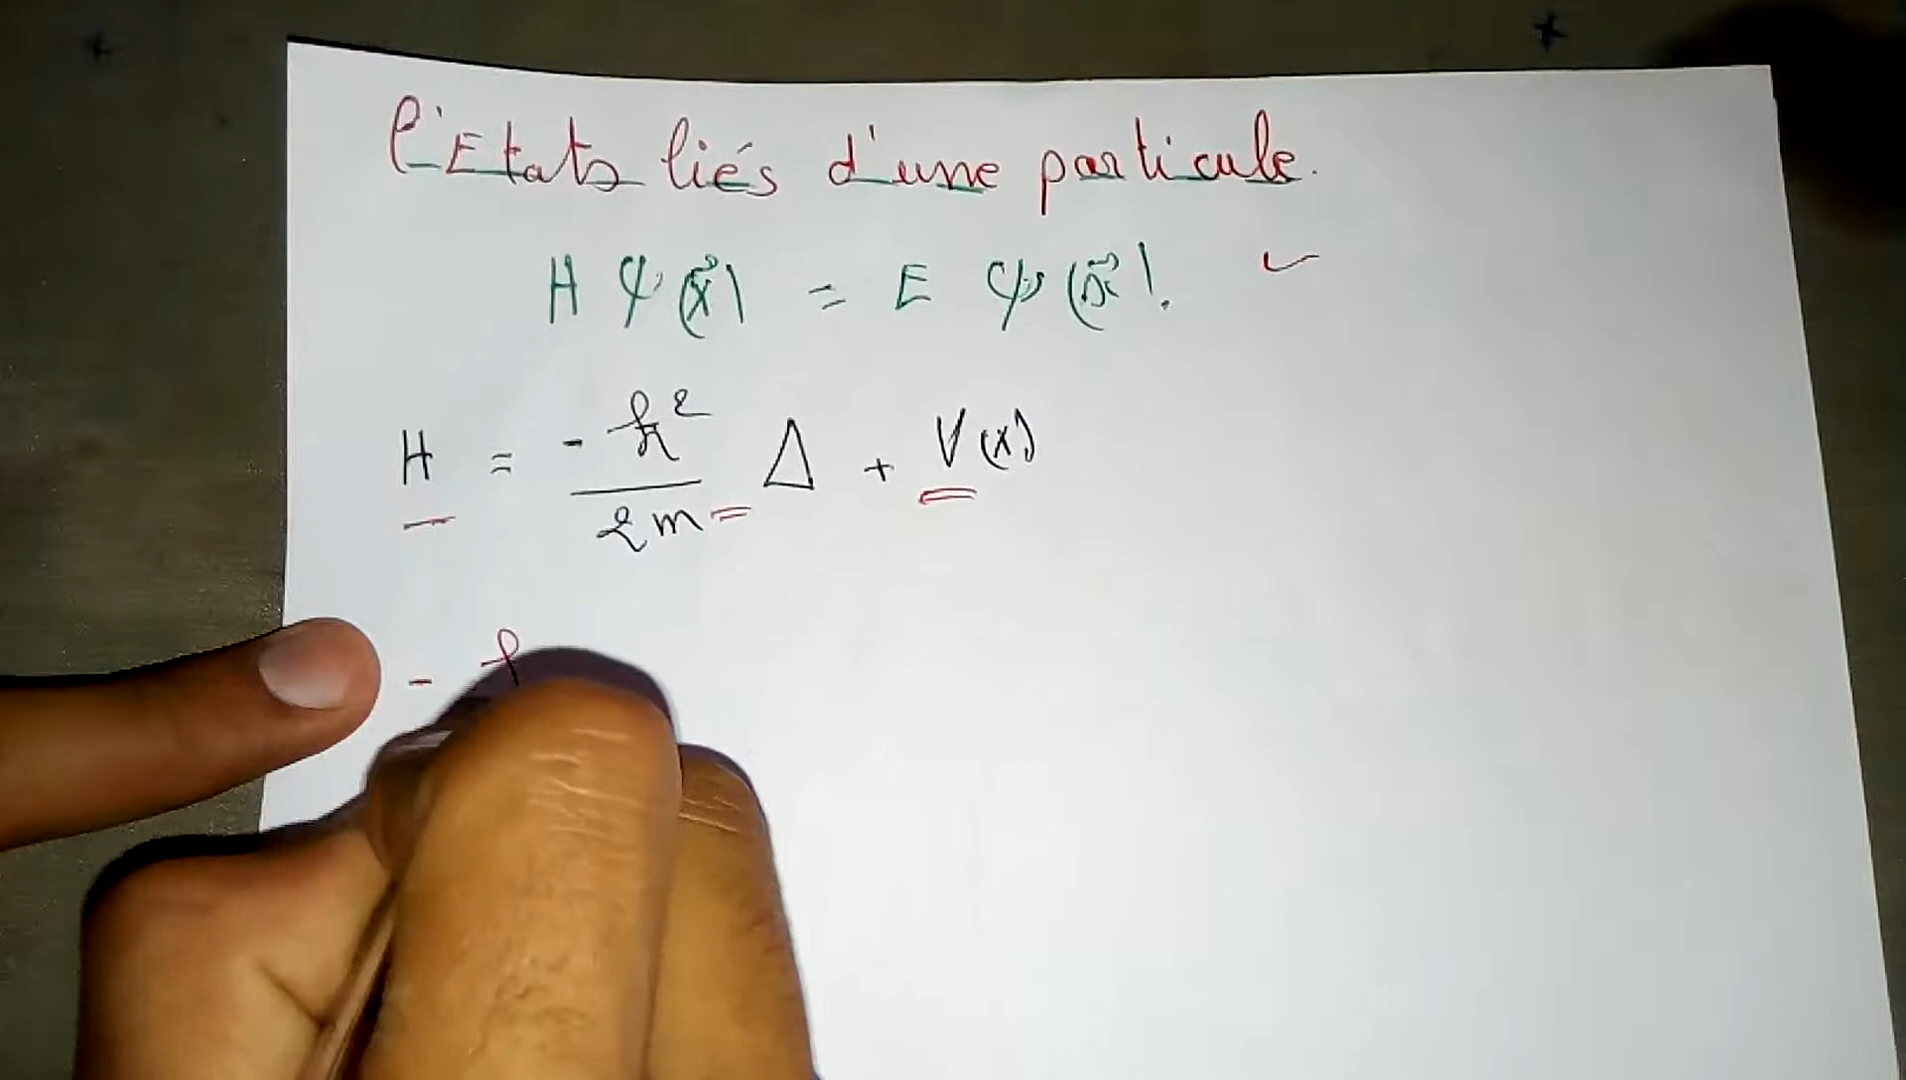 l'Etats liés d'une particule.
H ψ(x⃗) = E ψ(x⃗).
H = -ℏ²/2m Δ + V(x)
- ℏ